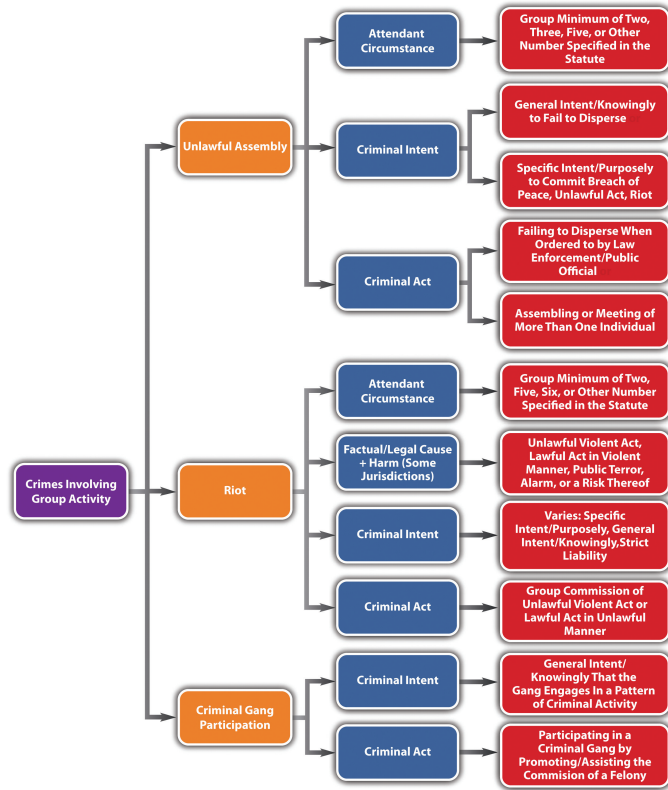 Crimes Involving
Group Activity
Unlawful Assembly
Attendant
Circumstance
Group Minimum of Two,
Three, Five, or Other
Number Specified in the
Statute
Criminal Intent
General Intent/Knowingly
to Fail to Disperse
Specific Intent/Purposely
to Commit Breach of
Peace, Unlawful Act, Riot
Criminal Act
Failing to Disperse When
Ordered to by Law
Enforcement/Public
Official
Assembling or Meeting of
More Than One Individual
Riot
Attendant
Circumstance
Group Minimum of Two,
Five, Six, or Other Number
Specified in the Statute
Factual/Legal Cause
+ Harm (Some
Jurisdictions)
Unlawful Violent Act,
Lawful Act in Violent
Manner, Public Terror,
Alarm, or a Risk Thereof
Criminal Intent
Varies: Specific
Intent/Purposely, General
Intent/Knowingly,Strict
Liability
Criminal Act
Group Commission of
Unlawful Violent Act or
Lawful Act in Unlawful
Manner
Criminal Gang
Participation
Criminal Intent
General Intent/
Knowingly That the
Gang Engages In a Pattern
of Criminal Activity
Criminal Act
Participating in a
Criminal Gang by
Promoting/Assisting the
Commision of a Felony